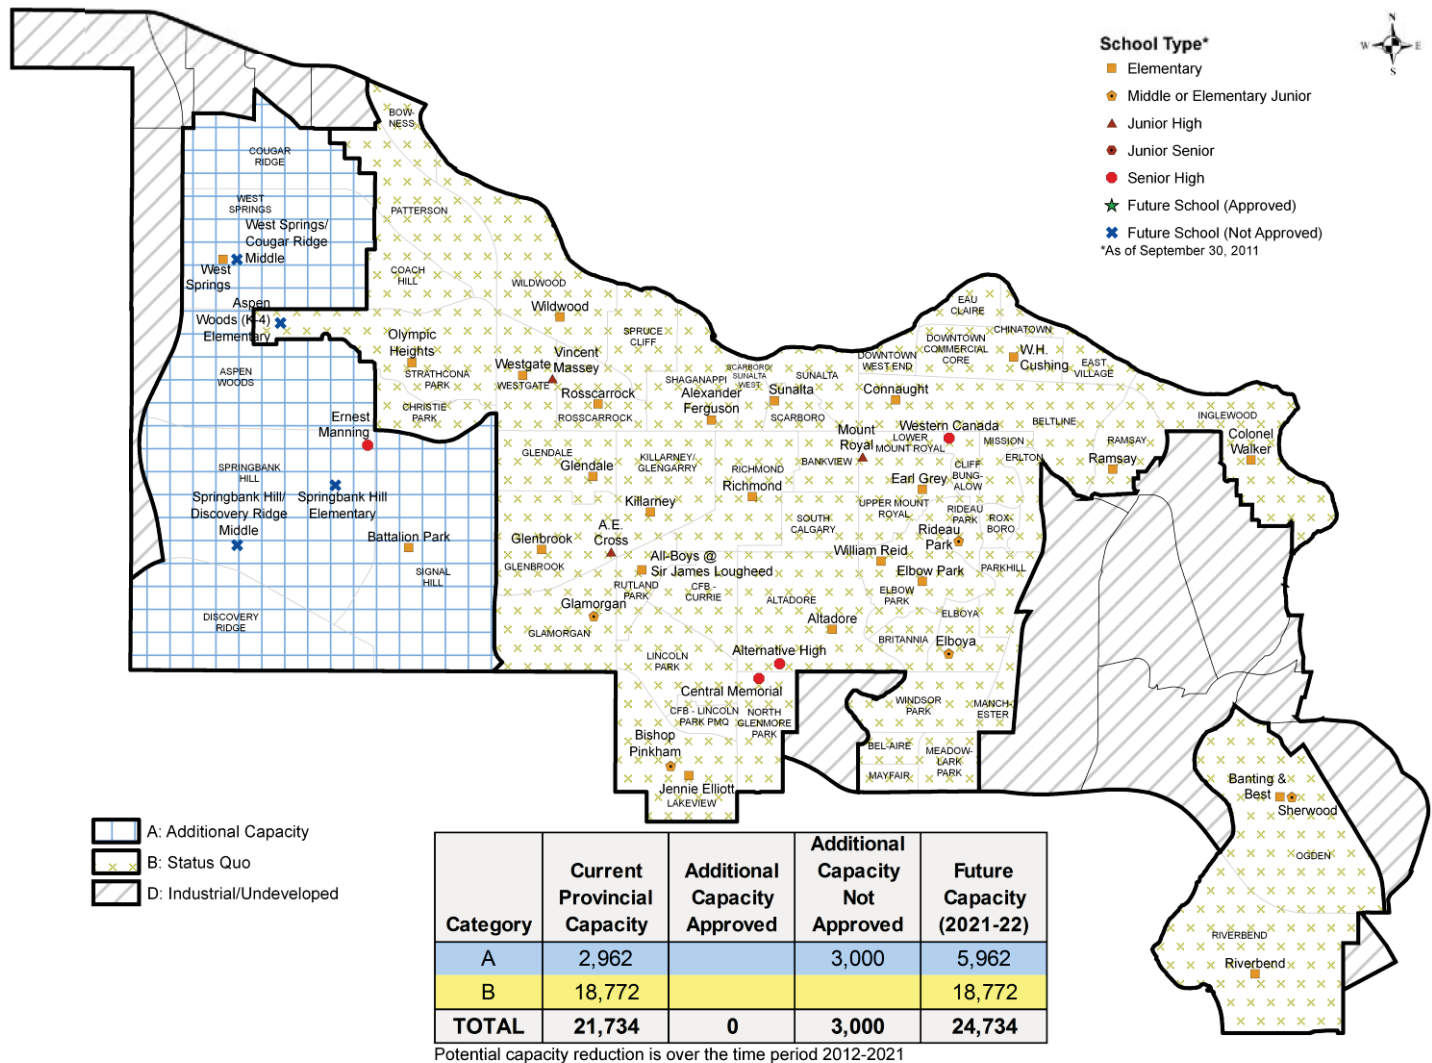 N
W
E
S
School Type*
Elementary
Middle or Elementary Junior
Junior High
Junior Senior
Senior High
Future School (Approved)
Future School (Not Approved)
*As of September 30, 2011
BOW-
NESS
COUGAR
RIDGE
WEST
SPRINGS
West Springs/
Cougar Ridge
Middle
West
Springs
PATTERSON
COACH
HILL
Aspen
Woods (K-4)
Elementary
ASPEN
WOODS
Olympic
Heights
STRATHCONA
PARK
CHRISTIE
PARK
Ernest
Manning
SPRINGBANK
HILL
Springbank Hill/
Discovery Ridge
Middle
Springbank Hill
Elementary
Battalion Park
SIGNAL
HILL
DISCOVERY
RIDGE
WILDWOOD
Wildwood
SPRUCE
CLIFF
Westgate
WESTGATE
Vincent
Massey
Rosscarrock
ROSSCARROCK
SHAGANAPPI
Alexander
Ferguson
SCARBORO/
SUNALTA
WEST
SUNALTA
Sunalta
SCARBORO
EAU
CLAIRE
CHINATOWN
DOWNTOWN
COMMERCIAL
CORE
DOWNTOWN
WEST END
W.H.
Cushing
EAST
VILLAGE
Connaught
Western Canada
LOWER
MOUNT ROYAL
Mount
Royal
BANKVIEW
MISSION
BELTLINE
ERLTON
RAMSAY
Ramsay
INGLEWOOD
Colonel
Walker
GLENDALE
Glendale
KILLARNEY/
GLENGARRY
Killarney
RICHMOND
Richmond
Earl Grey
CLIFF
BUNG-
ALOW
UPPER MOUNT
ROYAL
RIDEAU
PARK
Rideau
Park
ROX-
BORO
SOUTH
CALGARY
A.E.
Cross
Glenbrook
GLENBROOK
All-Boys @
Sir James Lougheed
RUTLAND
PARK
CFB -
CURRIE
William Reid
Elbow Park
ELBOW
PARK
PARKHILL
Glamorgan
GLAMORGAN
ALTADORE
Altadore
ELBOYA
BRITANNIA
Elboya
LINCOLN
PARK
Alternative High
Central Memorial
CFB - LINCOLN
PARK PMQ
NORTH
GLENMORE
PARK
WINDSOR
PARK
MANCH-
ESTER
Bishop
Pinkham
Jennie Elliott
LAKEVIEW
BEL-AIRE
MAYFAIR
MEADOW-
LARK
PARK
Banting &
Best
Sherwood
OGDEN
RIVERBEND
Riverbend
A: Additional Capacity
B: Status Quo
D: Industrial/Undeveloped
Category
Current
Provincial
Capacity
Additional
Capacity
Approved
Additional
Capacity
Not
Approved
Future
Capacity
(2021-22)
A 2,962 3,000 5,962
B 18,772 18,772
TOTAL 21,734 0 3,000 24,734
Potential capacity reduction is over the time period 2012-2021